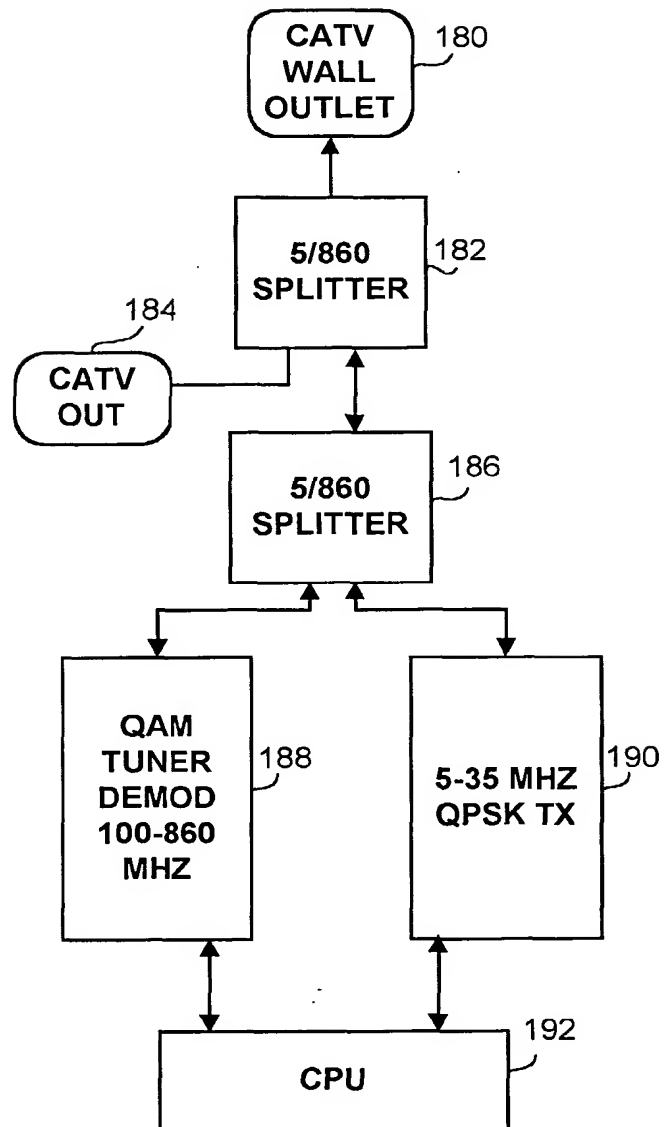 CATV
WALL
OUTLET
180
5/860
SPLITTER
182
184
CATV
OUT
5/860
SPLITTER
186
QAM
TUNER
DEMOD
100-860
MHZ
188
5-35 MHZ
QPSK TX
190
CPU
192